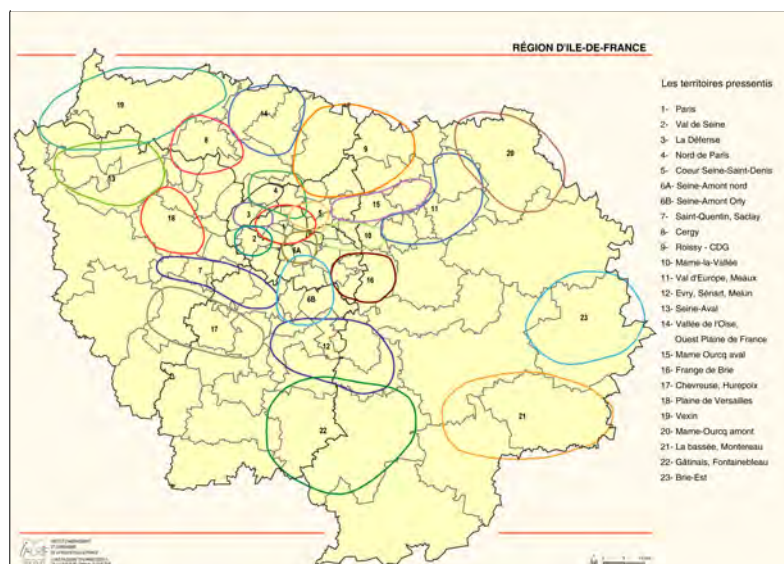 RÉGION D'ILE-DE-FRANCE
Les territoires pressentis
1- Paris
2- Val de Seine
3- La Défense
4- Nord de Paris
5- Coeur Seine-Saint-Denis
6A- Seine-Amont nord
6B- Seine-Amont Orly
7- Saint-Quentin, Saclay
8- Cergy
9- Roissy - CDG
10- Marne-la-Vallée
11- Val d'Europe, Meaux
12- Evry, Sénart, Melun
13- Seine-Aval
14- Vallée de l'Oise,
Ouest Plaine de France
15- Marne Ourcq aval
16- Frange de Brie
17- Chevreuse, Hurepoix
18- Plaine de Versailles
19- Vexin
20- Marne-Ourcq amont
21- La bassée, Montereau
22- Gâtinais, Fontainebleau
23- Brie-Est
19
8
14
9
20
13
4
15
11
18
3
5
10
2
6A
7
6B
16
17
12
23
22
21